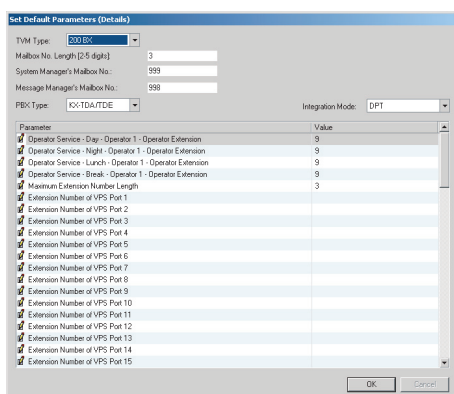 Set Default Parameters (Details)
TVM Type: 200 BX
Mailbox No. Length [2-5 digits]: 3
System Manager's Mailbox No.: 999
Message Manager's Mailbox No.: 998
PBX Type: KX-TDA/TDE Integration Mode: DPT
Parameter Value
Operator Service - Day - Operator 1 - Operator Extension 9
Operator Service - Night - Operator 1 - Operator Extension 9
Operator Service - Lunch - Operator 1 - Operator Extension 9
Operator Service - Break - Operator 1 - Operator Extension 9
Maximum Extension Number Length 3
Extension Number of VPS Port 1
Extension Number of VPS Port 2
Extension Number of VPS Port 3
Extension Number of VPS Port 4
Extension Number of VPS Port 5
Extension Number of VPS Port 6
Extension Number of VPS Port 7
Extension Number of VPS Port 8
Extension Number of VPS Port 9
Extension Number of VPS Port 10
Extension Number of VPS Port 11
Extension Number of VPS Port 12
Extension Number of VPS Port 13
Extension Number of VPS Port 14
Extension Number of VPS Port 15
OK Cancel